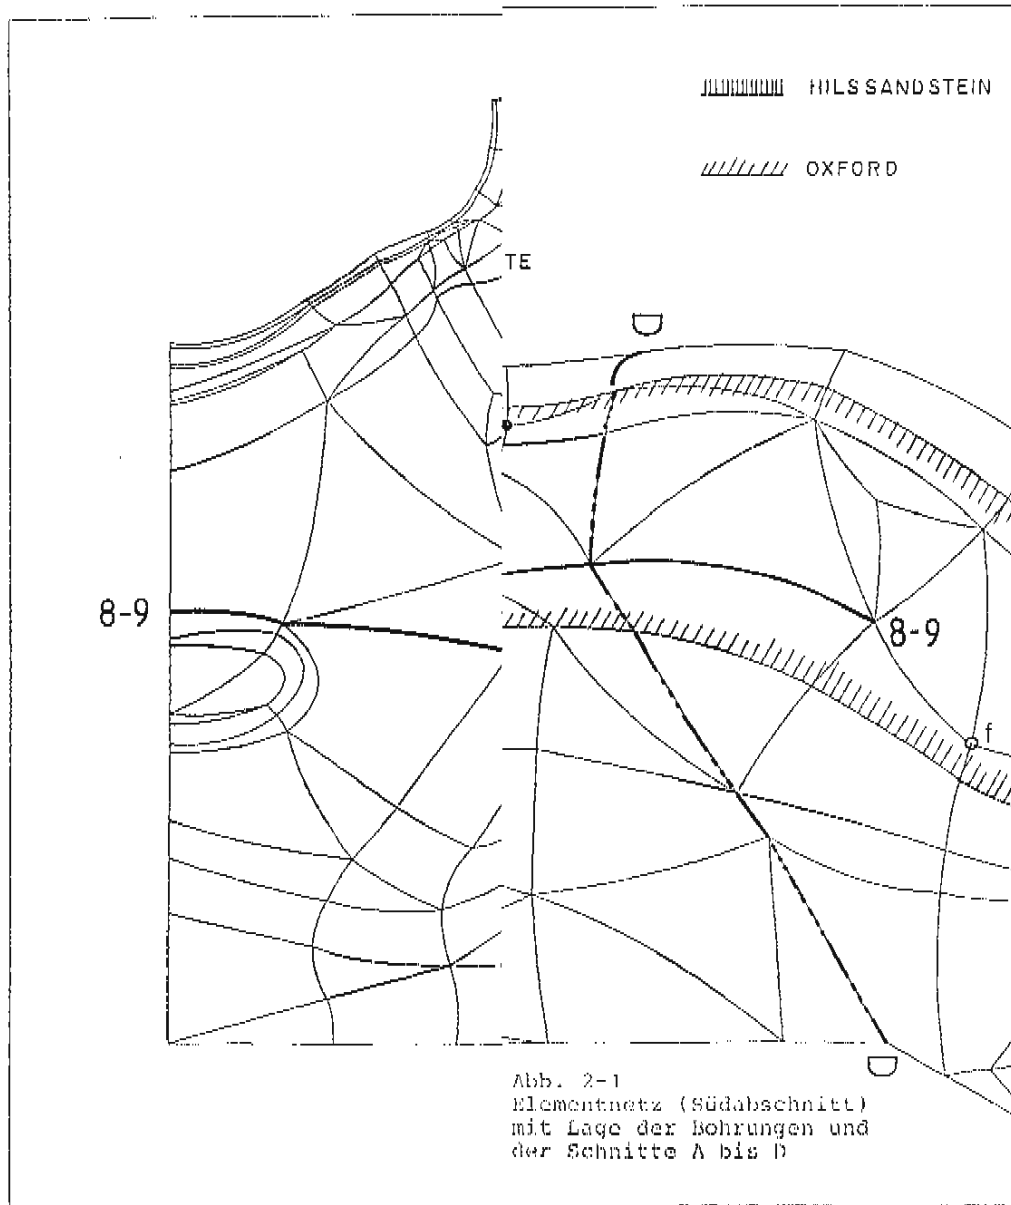 HILSSANDSTEIN
OXFORD
TE
D
8-9
8-9
f
D
Abb. 2-1
Elementnetz (Südabschnitt)
mit Lage der Bohrungen und
der Schnitte A bis D